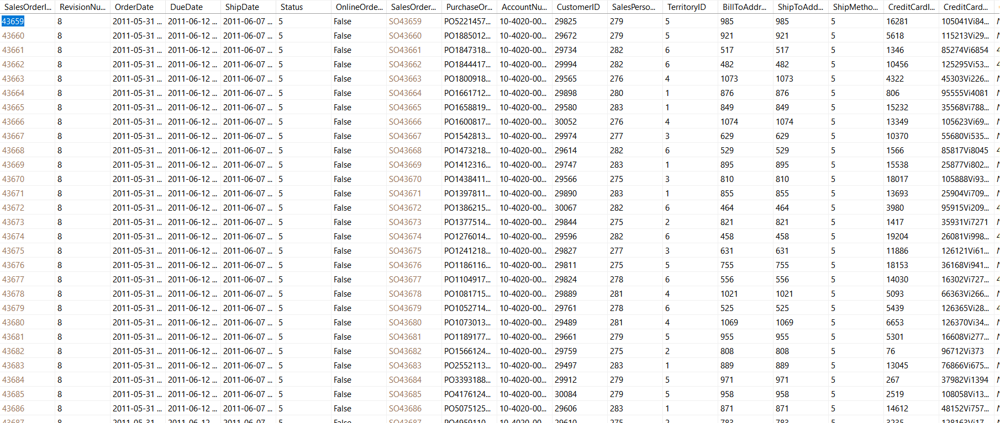 SalesOrderI... RevisionNu... OrderDate DueDate ShipDate Status OnlineOrde... SalesOrder... PurchaseOr... AccountNu... CustomerID SalesPerso... TerritoryID BillToAddr... ShipToAdd... ShipMetho... CreditCardI... CreditCard...
43659 8 2011-05-31 ... 2011-06-12 ... 2011-06-07 ... 5 False SO43659 PO5221457... 10-4020-00... 29825 279 5 985 985 5 16281 105041Vi84...
43660 8 2011-05-31 ... 2011-06-12 ... 2011-06-07 ... 5 False SO43660 PO1885012... 10-4020-00... 29672 279 5 921 921 5 5618 115213Vi29...
43661 8 2011-05-31 ... 2011-06-12 ... 2011-06-07 ... 5 False SO43661 PO1847318... 10-4020-00... 29734 282 6 517 517 5 1346 85274Vi6854
43662 8 2011-05-31 ... 2011-06-12 ... 2011-06-07 ... 5 False SO43662 PO1844417... 10-4020-00... 29994 282 6 482 482 5 10456 125295Vi53...
43663 8 2011-05-31 ... 2011-06-12 ... 2011-06-07 ... 5 False SO43663 PO1800918... 10-4020-00... 29565 276 4 1073 1073 5 4322 45303Vi226...
43664 8 2011-05-31 ... 2011-06-12 ... 2011-06-07 ... 5 False SO43664 PO1661712... 10-4020-00... 29898 280 1 876 876 5 806 95555Vi4081
43665 8 2011-05-31 ... 2011-06-12 ... 2011-06-07 ... 5 False SO43665 PO1658819... 10-4020-00... 29580 283 1 849 849 5 15232 35568Vi788...
43666 8 2011-05-31 ... 2011-06-12 ... 2011-06-07 ... 5 False SO43666 PO1600817... 10-4020-00... 30052 276 4 1074 1074 5 13349 105623Vi69...
43667 8 2011-05-31 ... 2011-06-12 ... 2011-06-07 ... 5 False SO43667 PO1542813... 10-4020-00... 29974 277 3 629 629 5 10370 55680Vi535...
43668 8 2011-05-31 ... 2011-06-12 ... 2011-06-07 ... 5 False SO43668 PO1473218... 10-4020-00... 29614 282 6 529 529 5 1566 85817Vi8045
43669 8 2011-05-31 ... 2011-06-12 ... 2011-06-07 ... 5 False SO43669 PO1412316... 10-4020-00... 29747 283 1 895 895 5 15538 25877Vi802...
43670 8 2011-05-31 ... 2011-06-12 ... 2011-06-07 ... 5 False SO43670 PO1438411... 10-4020-00... 29566 275 3 810 810 5 18017 105888Vi93...
43671 8 2011-05-31 ... 2011-06-12 ... 2011-06-07 ... 5 False SO43671 PO1397811... 10-4020-00... 29890 283 1 855 855 5 13693 25904Vi709...
43672 8 2011-05-31 ... 2011-06-12 ... 2011-06-07 ... 5 False SO43672 PO1386215... 10-4020-00... 30067 282 6 464 464 5 3980 95915Vi209...
43673 8 2011-05-31 ... 2011-06-12 ... 2011-06-07 ... 5 False SO43673 PO1377514... 10-4020-00... 29844 275 2 821 821 5 1417 35931Vi7271
43674 8 2011-05-31 ... 2011-06-12 ... 2011-06-07 ... 5 False SO43674 PO1276014... 10-4020-00... 29596 282 6 458 458 5 19204 26081Vi998...
43675 8 2011-05-31 ... 2011-06-12 ... 2011-06-07 ... 5 False SO43675 PO1241218... 10-4020-00... 29827 277 3 631 631 5 11886 126121Vi61...
43676 8 2011-05-31 ... 2011-06-12 ... 2011-06-07 ... 5 False SO43676 PO1186116... 10-4020-00... 29811 275 5 755 755 5 18153 36168Vi941...
43677 8 2011-05-31 ... 2011-06-12 ... 2011-06-07 ... 5 False SO43677 PO1104917... 10-4020-00... 29824 278 6 556 556 5 14030 16302Vi727...
43678 8 2011-05-31 ... 2011-06-12 ... 2011-06-07 ... 5 False SO43678 PO1081715... 10-4020-00... 29889 281 4 1021 1021 5 5093 66363Vi266...
43679 8 2011-05-31 ... 2011-06-12 ... 2011-06-07 ... 5 False SO43679 PO1052714... 10-4020-00... 29761 278 6 525 525 5 5439 126365Vi28...
43680 8 2011-05-31 ... 2011-06-12 ... 2011-06-07 ... 5 False SO43680 PO1073013... 10-4020-00... 29489 281 4 1069 1069 5 6653 126370Vi34...
43681 8 2011-05-31 ... 2011-06-12 ... 2011-06-07 ... 5 False SO43681 PO1189177... 10-4020-00... 29661 279 5 955 955 5 5301 16608Vi277...
43682 8 2011-05-31 ... 2011-06-12 ... 2011-06-07 ... 5 False SO43682 PO1566124... 10-4020-00... 29759 275 2 808 808 5 76 96712Vi373
43683 8 2011-05-31 ... 2011-06-12 ... 2011-06-07 ... 5 False SO43683 PO2552113... 10-4020-00... 29497 283 1 889 889 5 13045 76866Vi675...
43684 8 2011-05-31 ... 2011-06-12 ... 2011-06-07 ... 5 False SO43684 PO3393188... 10-4020-00... 29912 279 5 971 971 5 267 37982Vi1394
43685 8 2011-05-31 ... 2011-06-12 ... 2011-06-07 ... 5 False SO43685 PO4176124... 10-4020-00... 30084 279 5 958 958 5 2519 108058Vi13...
43686 8 2011-05-31 ... 2011-06-12 ... 2011-06-07 ... 5 False SO43686 PO5075125... 10-4020-00... 29606 283 1 871 871 5 14612 48152Vi757...